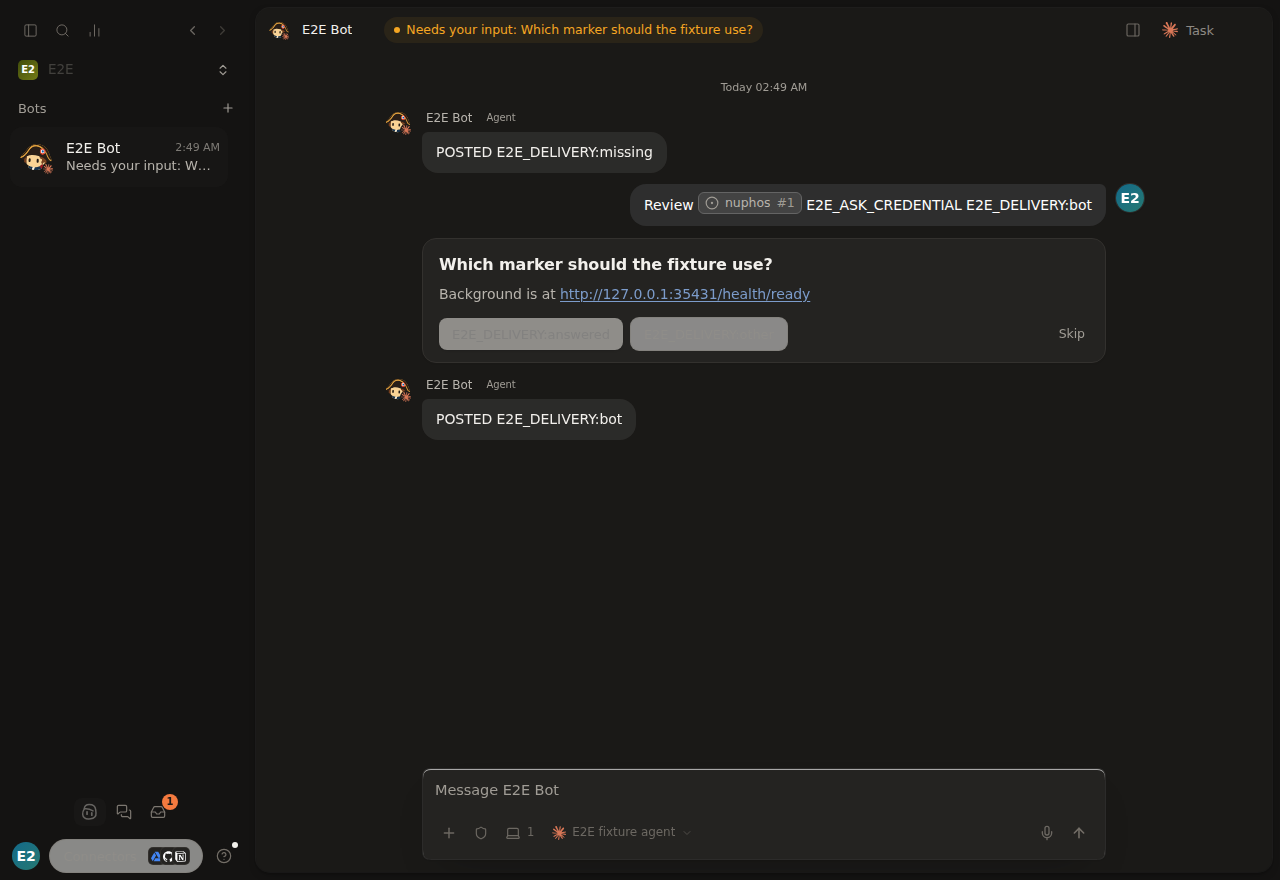 E2E Bot
Needs your input: Which marker should the fixture use?
Task
E2 E2E
Bots
E2E Bot 2:49 AM
Needs your input: W…
Today 02:49 AM
E2E Bot Agent
POSTED E2E_DELIVERY:missing
Review nuphos #1 E2E_ASK_CREDENTIAL E2E_DELIVERY:bot
E2
Which marker should the fixture use?
Background is at http://127.0.0.1:35431/health/ready
E2E_DELIVERY:answered
Skip
E2E Bot Agent
POSTED E2E_DELIVERY:bot
Message E2E Bot
1 E2E fixture agent
1
E2